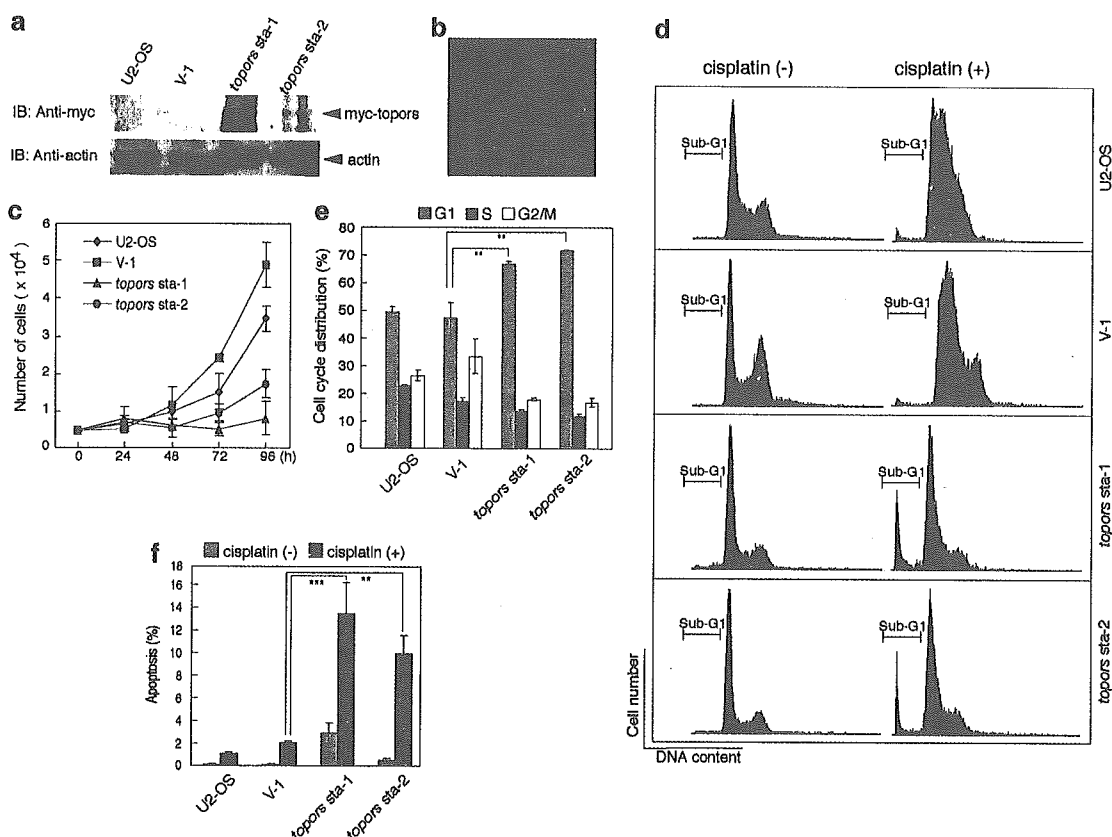 a
U2-OS
V-1
topors sta-1
topors sta-2
IB: Anti-myc
myc-topors
IB: Anti-actin
actin
b
c
Number of cells ( x 10⁴)
6
5
4
3
2
1
0
U2-OS
V-1
topors sta-1
topors sta-2
0 24 48 72 96 (h)
e
G1 S G2/M
Cell cycle distribution (%)
80
70
60
50
40
30
20
10
0
**
**
U2-OS
V-1
topors sta-1
topors sta-2
f
cisplatin (-) cisplatin (+)
Apoptosis (%)
18
16
14
12
10
8
6
4
2
0
*** **
U2-OS
V-1
topors sta-1
topors sta-2
d
cisplatin (-) cisplatin (+)
Sub-G1 Sub-G1
U2-OS
Sub-G1 Sub-G1
V-1
Sub-G1 Sub-G1
topors sta-1
Sub-G1 Sub-G1
topors sta-2
Cell number
DNA content